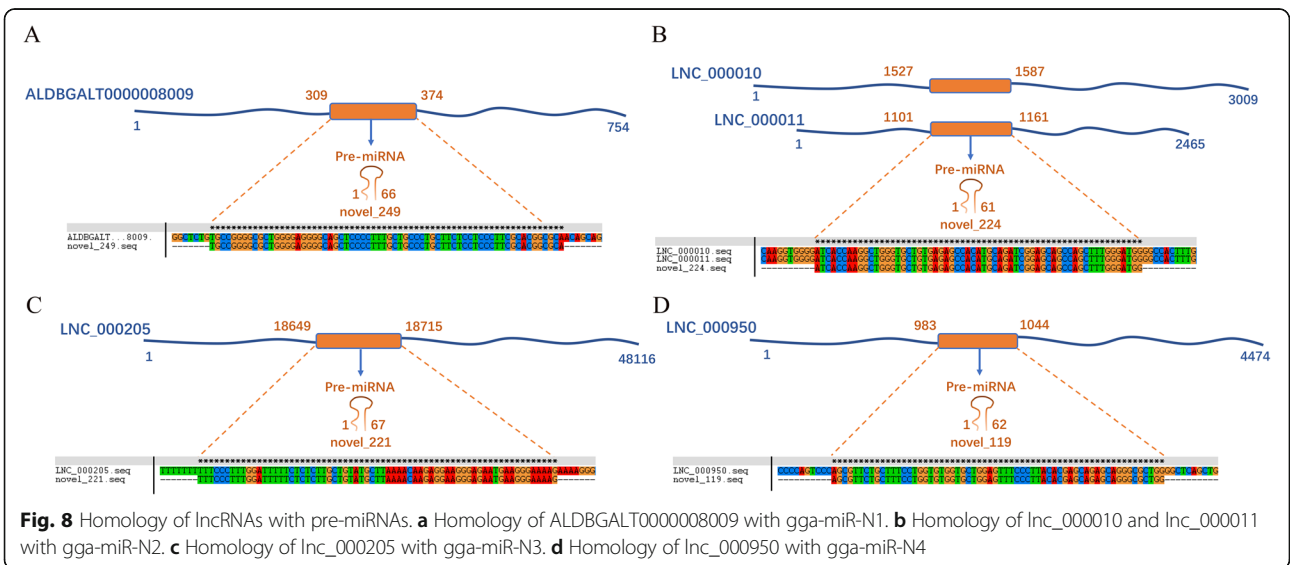 A
ALDBGALT0000008009
309
374
1
754
Pre-miRNA
1
66
novel_249
ALDBGALT...8009.
novel_249.seq
B
LNC_000010
1527
1587
1
3009
LNC_000011
1101
1161
1
2465
Pre-miRNA
1
61
novel_224
LNC_000010.seq
LNC_000011.seq
novel_224.seq
C
LNC_000205
18649
18715
1
48116
Pre-miRNA
1
67
novel_221
LNC_000205.seq
novel_221.seq
D
LNC_000950
983
1044
1
4474
Pre-miRNA
1
62
novel_119
LNC_000950.seq
novel_119.seq
Fig. 8 Homology of lncRNAs with pre-miRNAs. a Homology of ALDBGALT0000008009 with gga-miR-N1. b Homology of lnc_000010 and lnc_000011
with gga-miR-N2. c Homology of lnc_000205 with gga-miR-N3. d Homology of lnc_000950 with gga-miR-N4